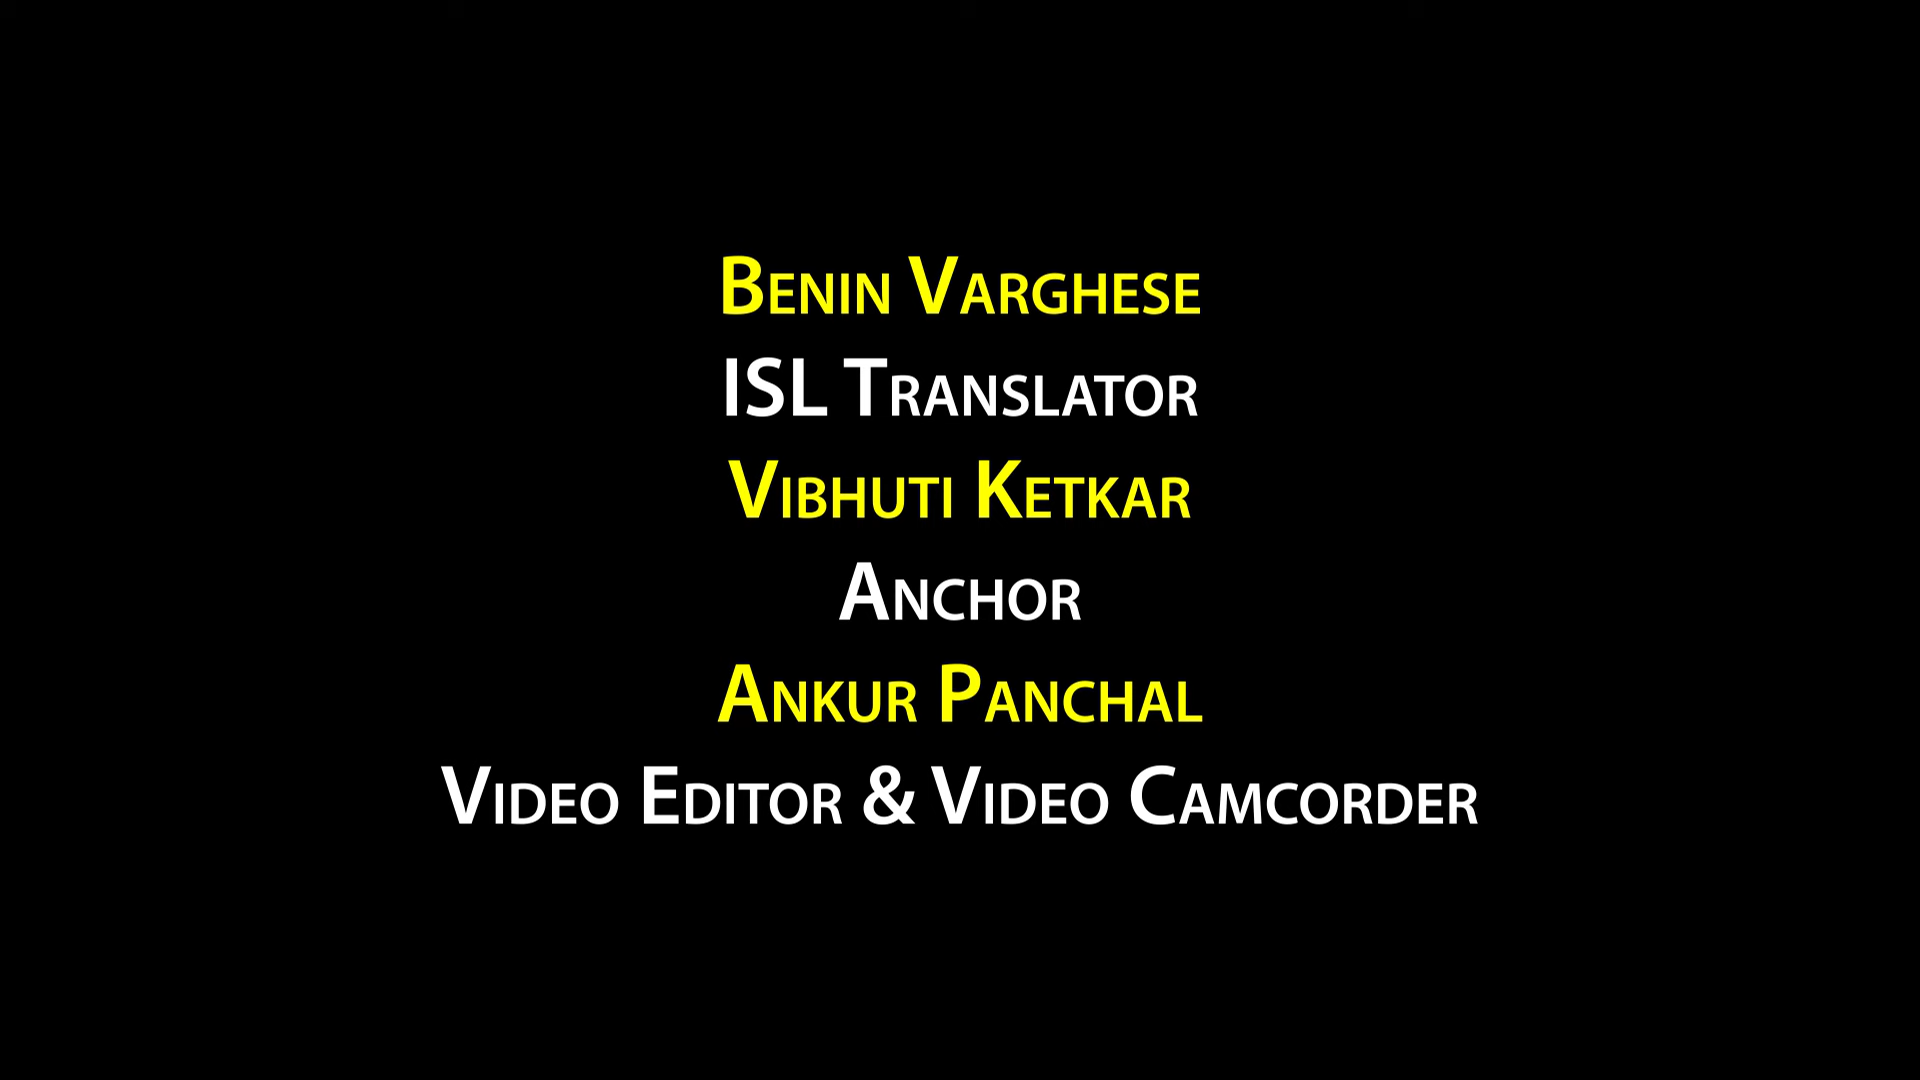 Benin Varghese
ISL Translator
Vibhuti Ketkar
Anchor
Ankur Panchal
Video Editor & Video Camcorder